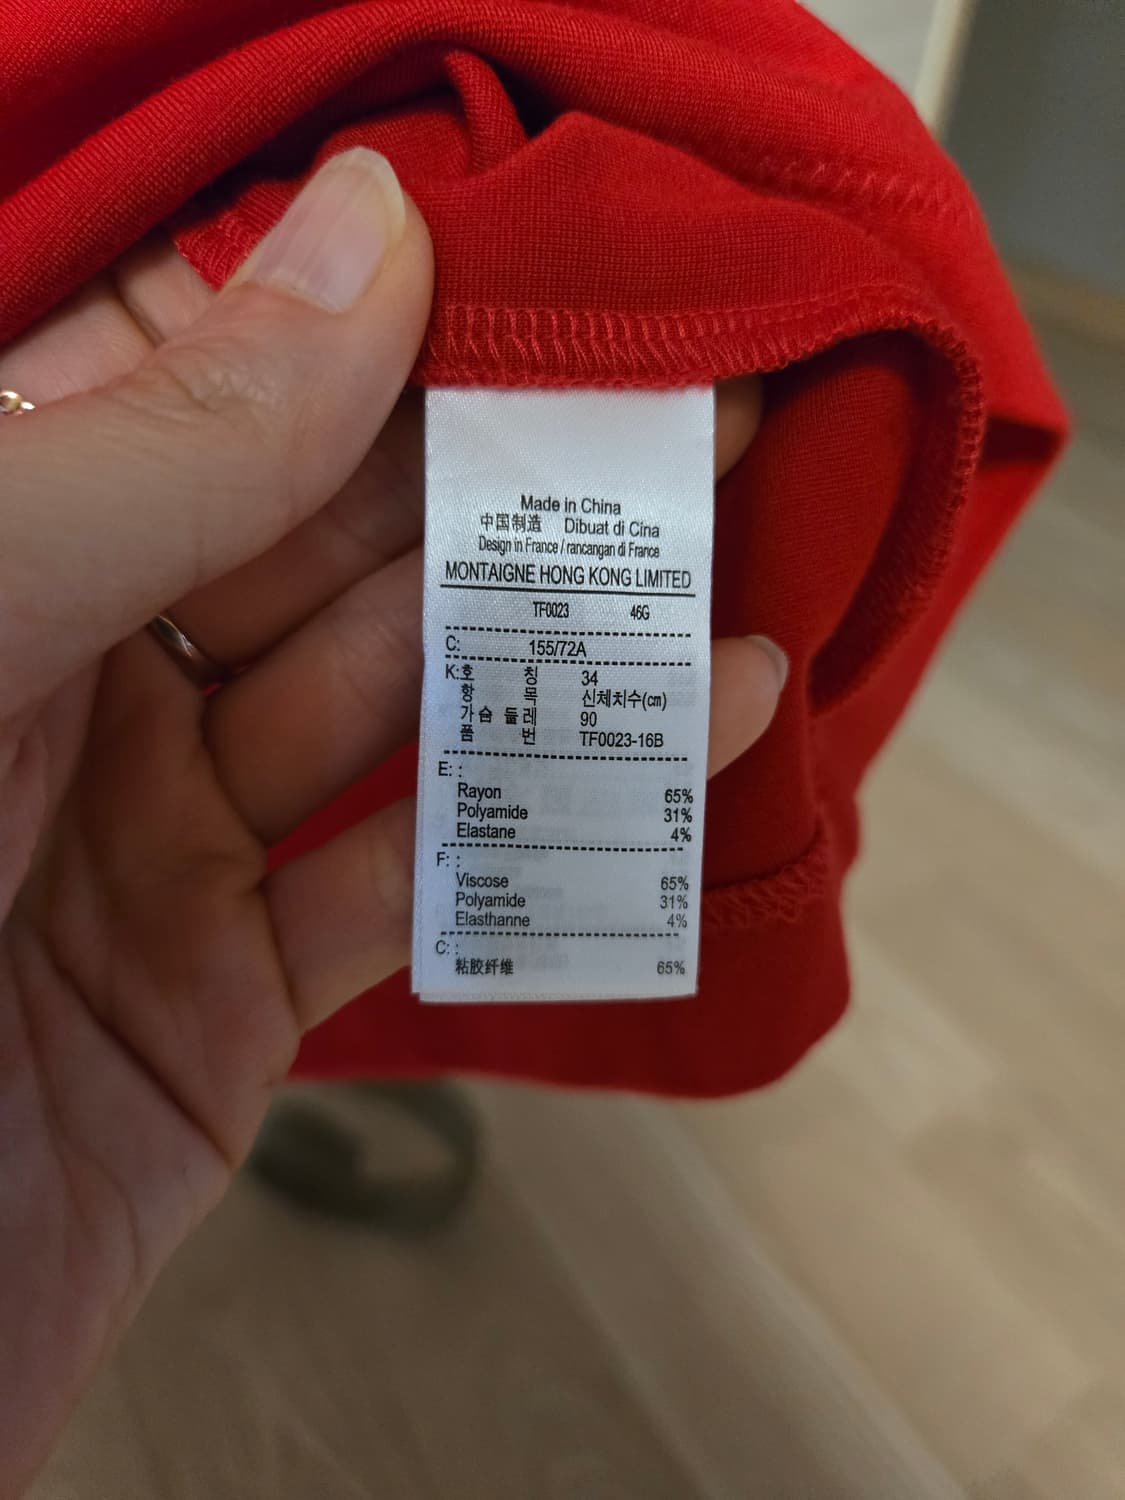 Made in China
中国制造 Dibuat di Cina
Design in France / rancangan di France
MONTAIGNE HONG KONG LIMITED
TF0023 46G
C: 155/72A
K:호 칭 34
항 목 신체치수(㎝)
가슴 둘레 90
품 번 TF0023-16B
E: :
Rayon 65%
Polyamide 31%
Elastane 4%
F: :
Viscose 65%
Polyamide 31%
Elasthanne 4%
C: :
粘胶纤维 65%